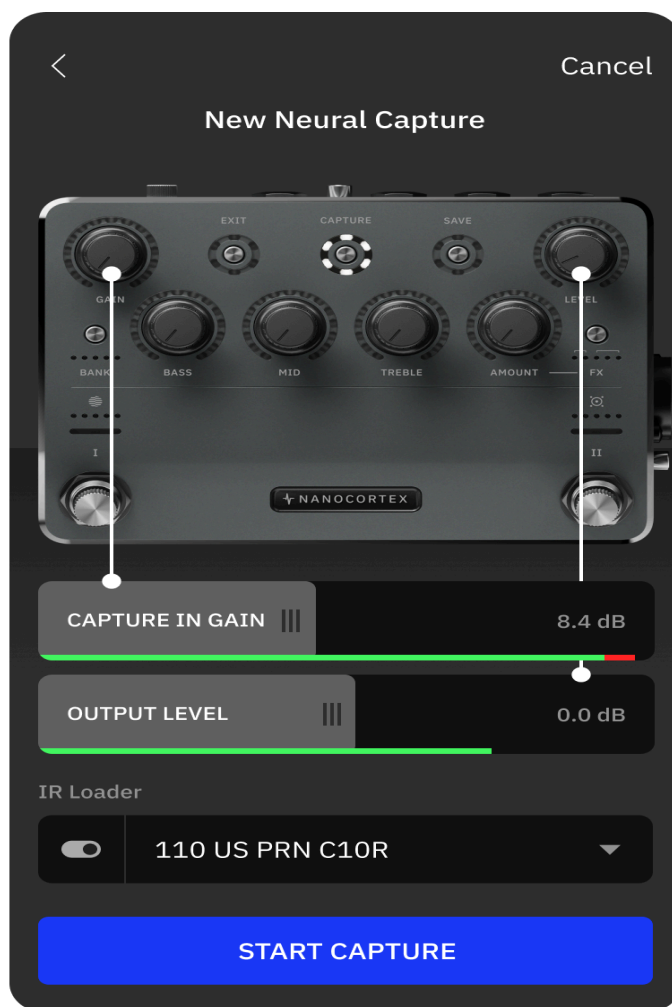 Cancel
New Neural Capture
EXIT CAPTURE SAVE
GAIN LEVEL
BANK BASS MID TREBLE AMOUNT FX
I II
NANOCORTEX
CAPTURE IN GAIN 8.4 dB
OUTPUT LEVEL 0.0 dB
IR Loader
110 US PRN C10R
START CAPTURE